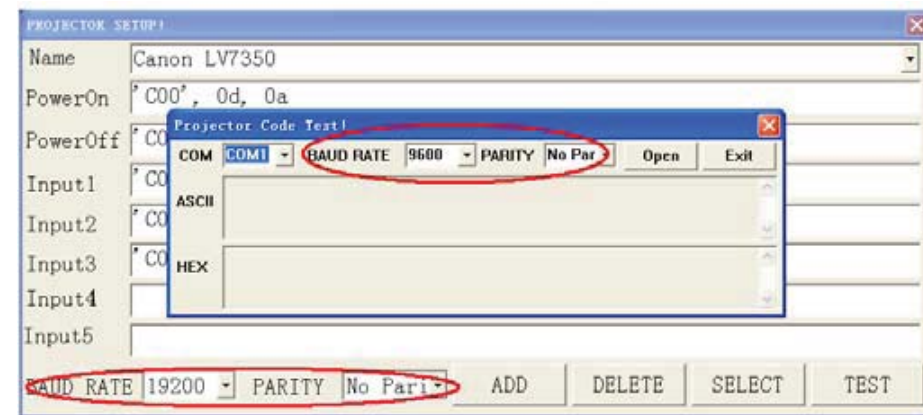 PROJECTOR SETUP!
Name Canon LV7350
PowerOn 'C00', 0d, 0a
Projector Code Test!
PowerOff 'C0
COM COM1 BAUD RATE 9600 PARITY No Par Open Exit
Input1 'C0
ASCII
Input2 'C0
Input3 'C0
HEX
Input4
Input5
BAUD RATE 19200 PARITY No Pari ADD DELETE SELECT TEST